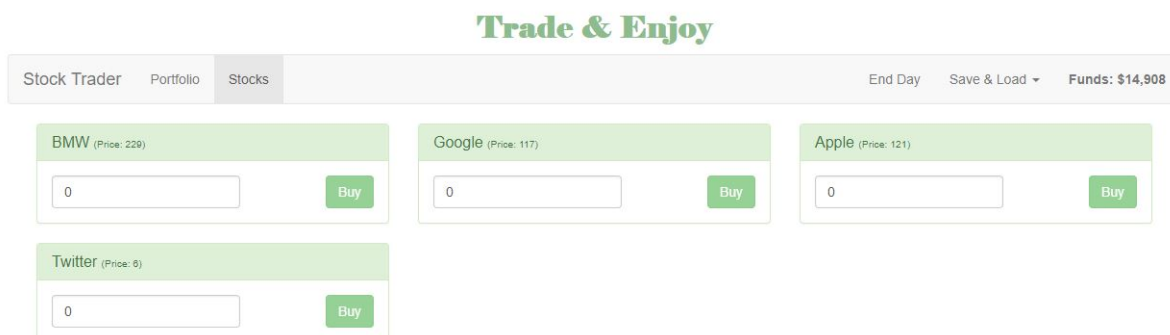 Trade & Enjoy
Stock Trader Portfolio Stocks End Day Save & Load Funds: $14,908
BMW (Price: 229) Google (Price: 117) Apple (Price: 121)
0 Buy 0 Buy 0 Buy
Twitter (Price: 6)
0 Buy